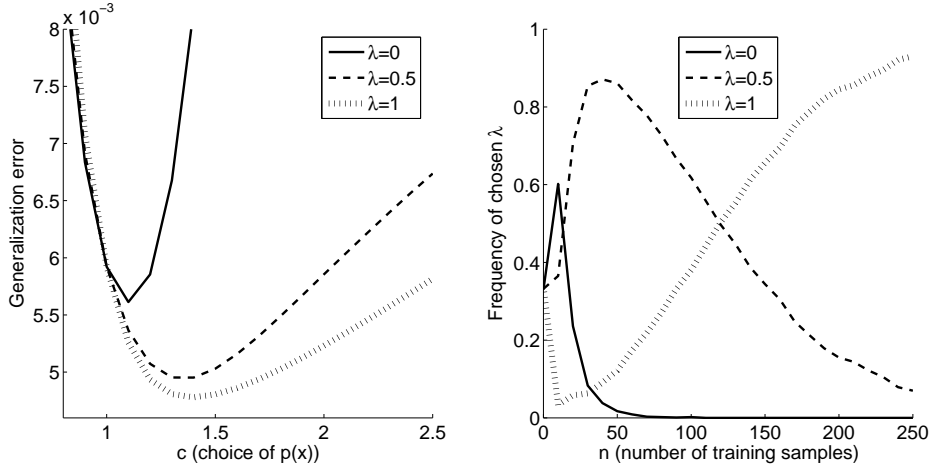 x 10⁻³
8
7.5
7
6.5
6
5.5
5
1
1.5
2
2.5
Generalization error
c (choice of p(x))
λ=0
λ=0.5
λ=1
1
0.8
0.6
0.4
0.2
0
0
50
100
150
200
250
Frequency of chosen λ
n (number of training samples)
λ=0
λ=0.5
λ=1